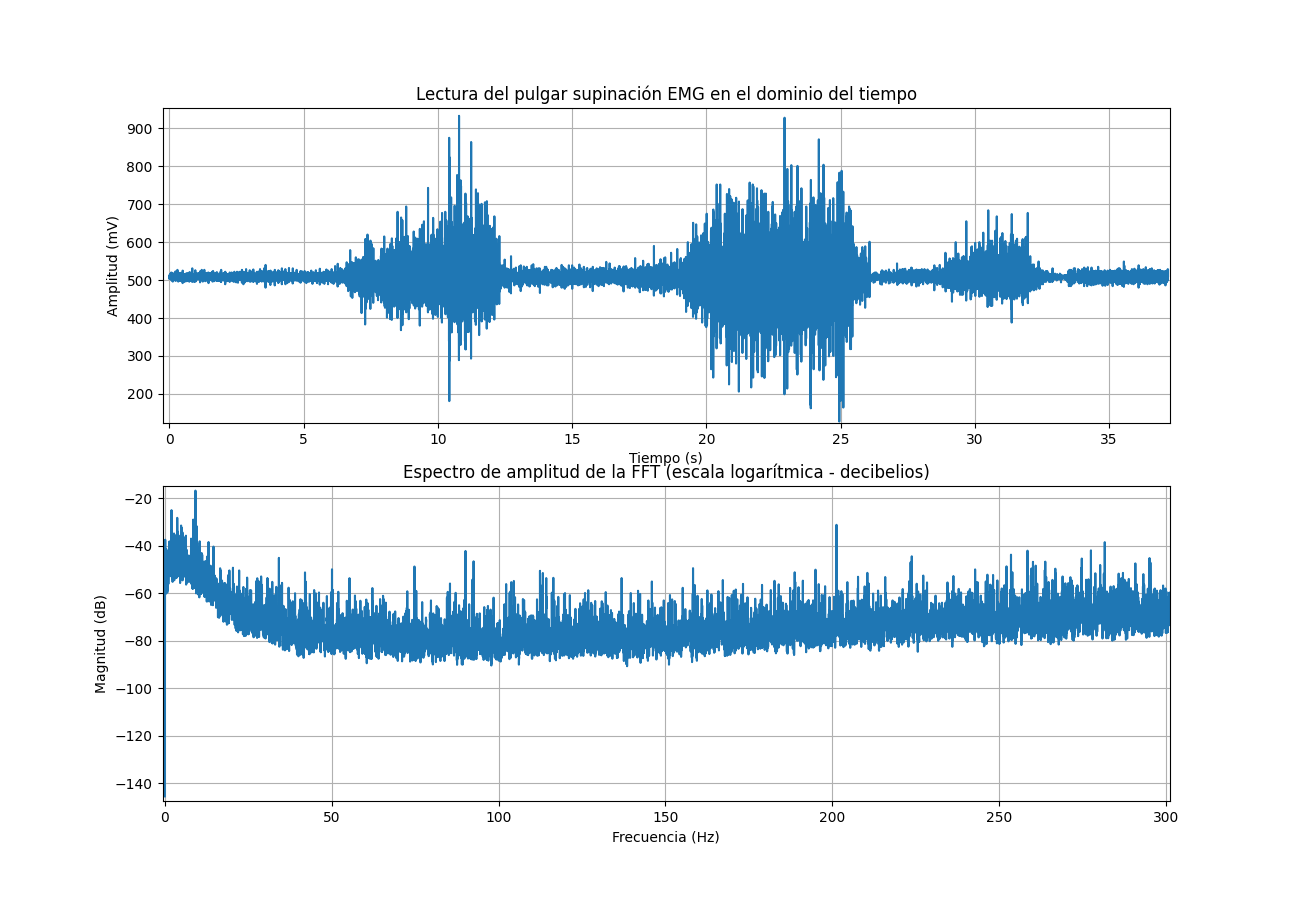 Lectura del pulgar supinación EMG en el dominio del tiempo
900
800
700
600
500
400
300
200
Amplitud (mV)
0 5 10 15 20 25 30 35
Tiempo (s)
Espectro de amplitud de la FFT (escala logarítmica - decibelios)
−20
−40
−60
−80
−100
−120
−140
Magnitud (dB)
0 50 100 150 200 250 300
Frecuencia (Hz)